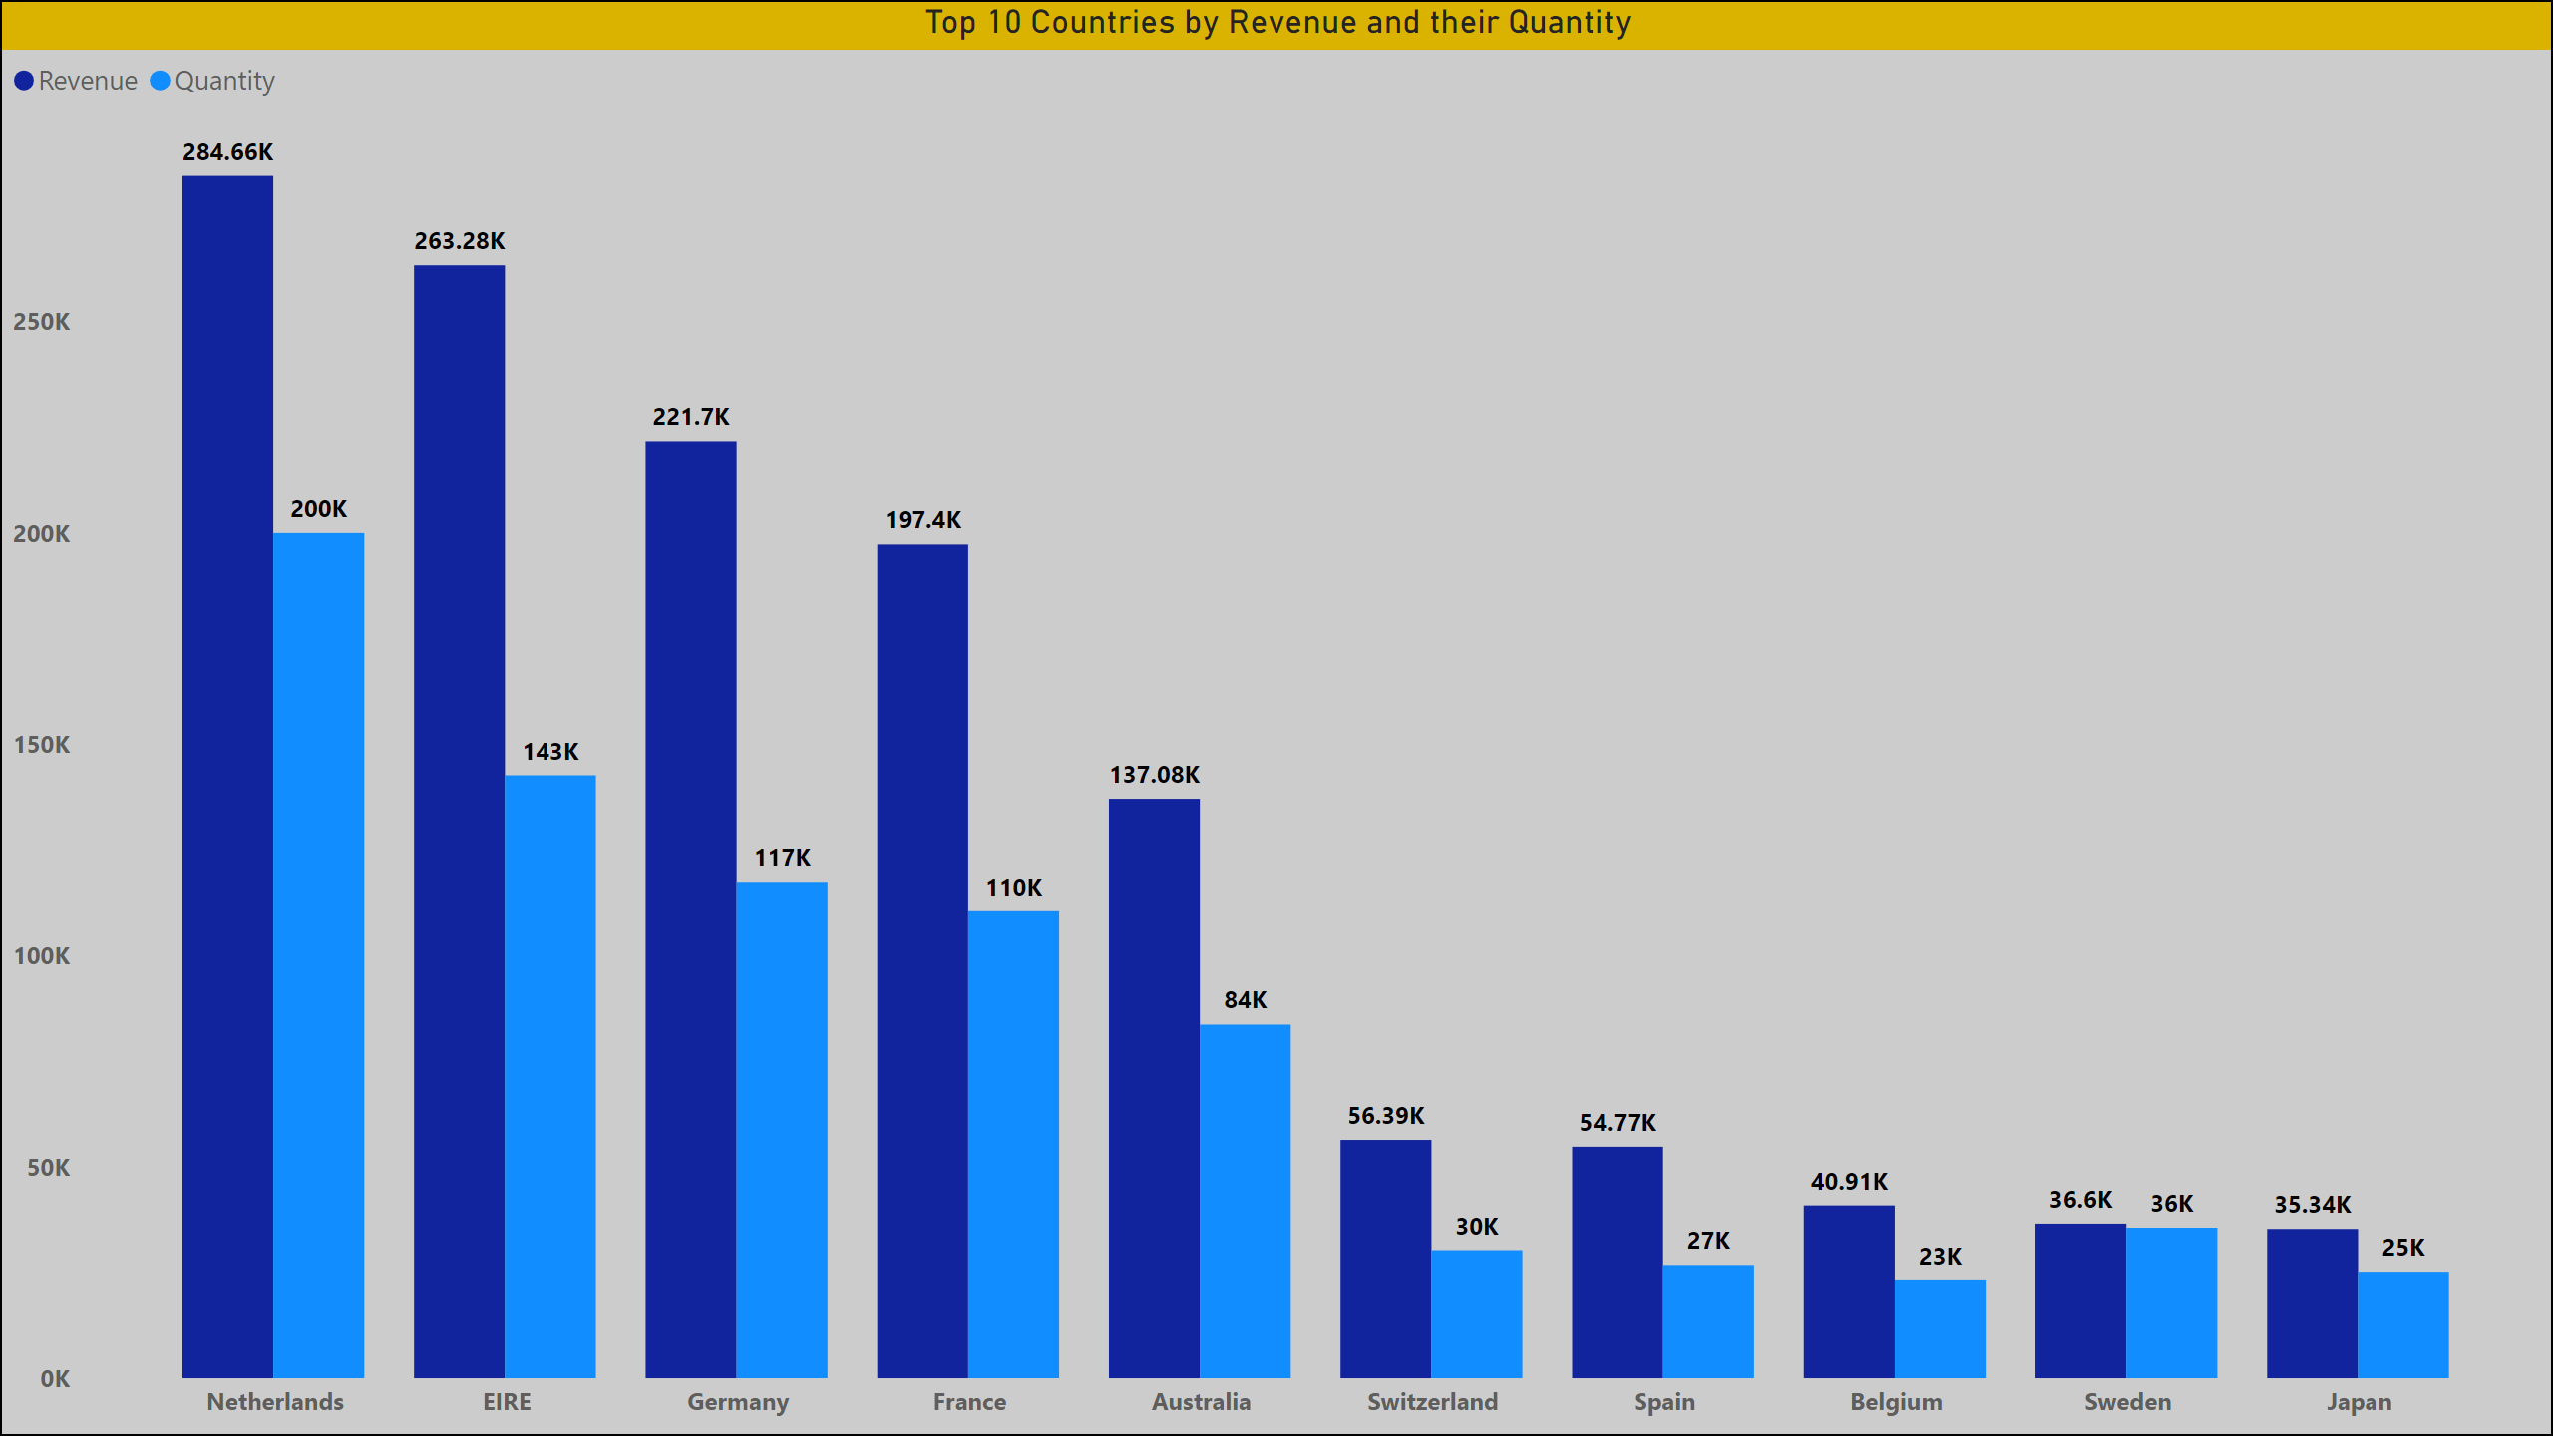 Top 10 Countries by Revenue and their Quantity
Revenue Quantity
284.66K
263.28K
250K
221.7K
200K
197.4K
200K
143K
150K
137.08K
117K
110K
100K
84K
56.39K
54.77K
50K
40.91K
36.6K
36K
35.34K
30K
27K
23K
25K
0K
Netherlands EIRE Germany France Australia Switzerland Spain Belgium Sweden Japan